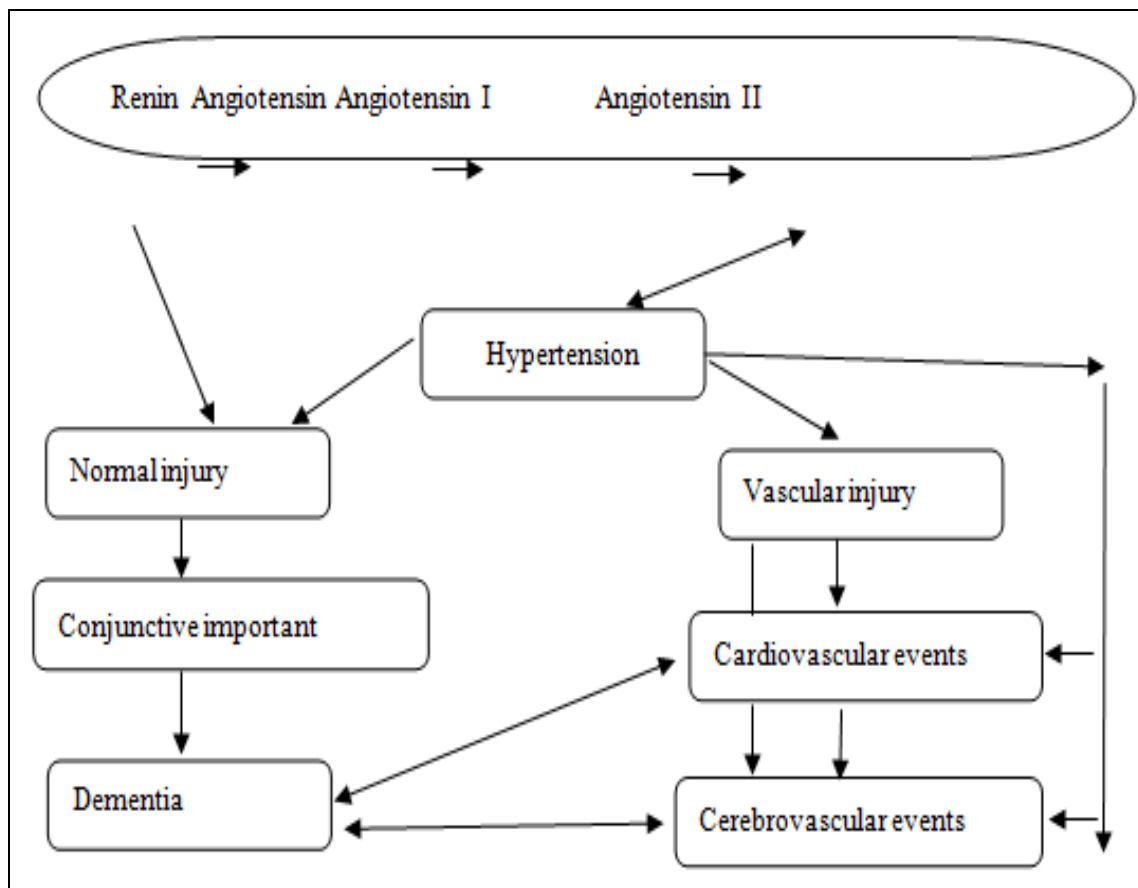 Renin Angiotensin Angiotensin I Angiotensin II
Hypertension
Normal injury
Vascular injury
Conjunctive important
Cardiovascular events
Dementia
Cerebrovascular events